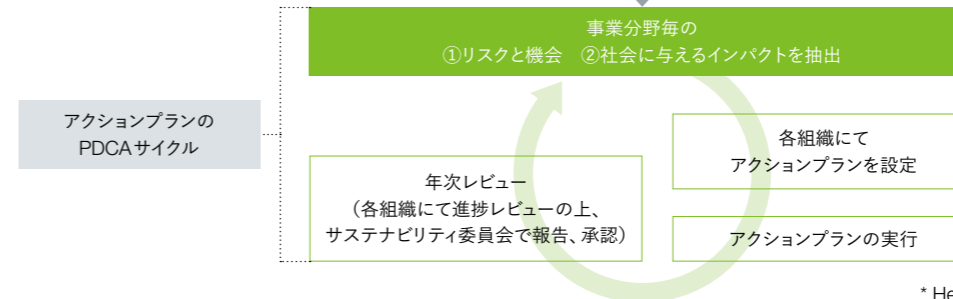 事業分野毎の
①リスクと機会　②社会に与えるインパクトを抽出
アクションプランの
PDCAサイクル
各組織にて
アクションプランを設定
アクションプランの実行
年次レビュー
（各組織にて進捗レビューの上、
サステナビリティ委員会で報告、承認）
* He